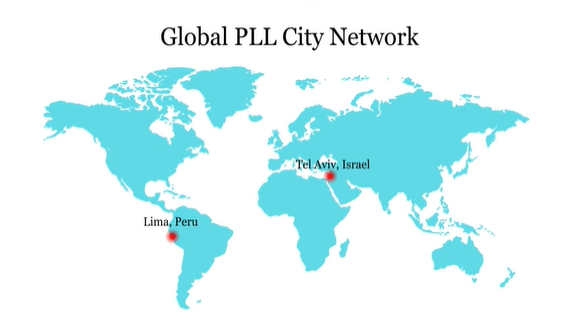 Global PLL City Network
Tel Aviv, Israel
Lima, Peru